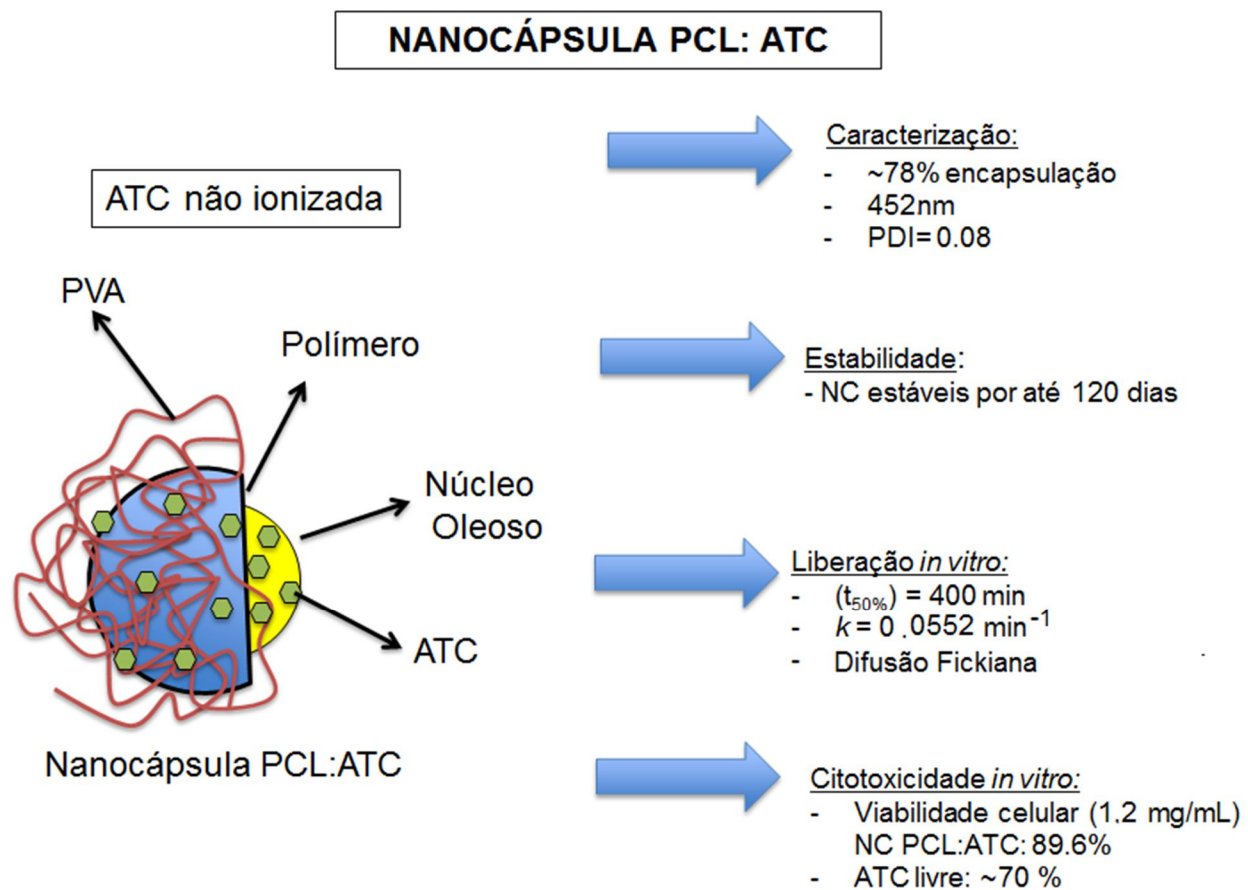 NANOCÁPSULA PCL: ATC
ATC não ionizada
PVA
Polímero
Núcleo
Oleoso
ATC
Nanocápsula PCL:ATC
Caracterização:
- ~78% encapsulação
- 452nm
- PDI=0.08
Estabilidade:
- NC estáveis por até 120 dias
Liberação in vitro:
- (t50%) = 400 min
- k = 0 .0552 min-1
- Difusão Fickiana
Citotoxicidade in vitro:
- Viabilidade celular (1,2 mg/mL)
NC PCL:ATC: 89.6%
- ATC livre: ~70 %